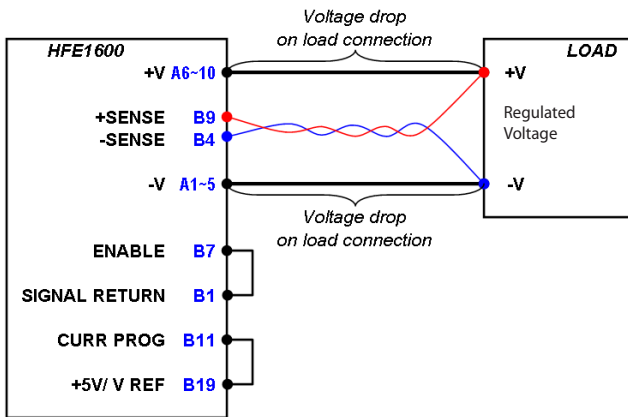 Voltage drop
on load connection
HFE1600
LOAD
+V A6~10
+V
+SENSE B9
-SENSE B4
Regulated
Voltage
-V A1~5
-V
Voltage drop
on load connection
ENABLE B7
SIGNAL RETURN B1
CURR PROG B11
+5V/ V REF B19